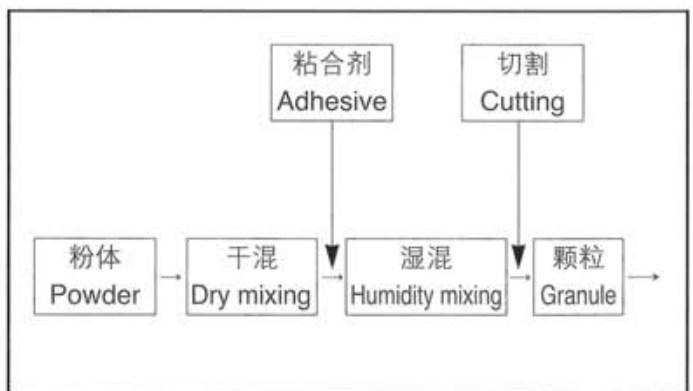 粘合剂
Adhesive
切割
Cutting
粉体
Powder
干混
Dry mixing
湿混
Humidity mixing
颗粒
Granule